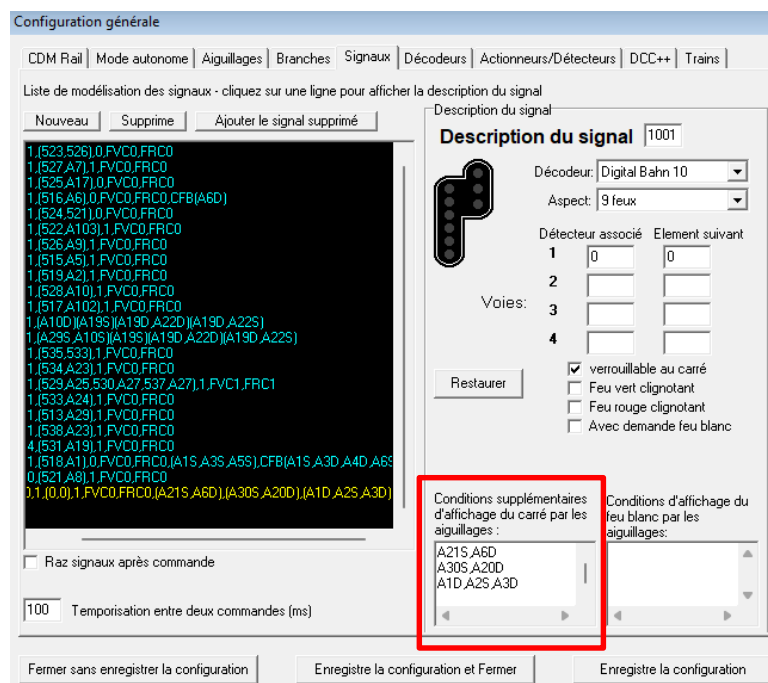 Configuration générale
CDM Rail
Mode autonome
Aiguillages
Branches
Signaux
Décodeurs
Actionneurs/Détecteurs
DCC++
Trains
Liste de modélisation des signaux - cliquez sur une ligne pour afficher la description du signal
Nouveau
Supprime
Ajouter le signal supprimé
1,(523,526),0,FVC0,FRC0
1,(527,A7),1,FVC0,FRC0
1,(525,A17),0,FVC0,FRC0
1,(516,A6),0,FVC0,FRC0,CFB(A6D)
1,(524,521),0,FVC0,FRC0
1,(522,A103),1,FVC0,FRC0
1,(526,A9),1,FVC0,FRC0
1,(515,A5),1,FVC0,FRC0
1,(519,A2),1,FVC0,FRC0
1,(528,A10),1,FVC0,FRC0
1,(517,A102),1,FVC0,FRC0
1,(A10D)(A19S)(A19D,A22D)(A19D,A22S)
1,(A29S,A10S)(A19S)(A19D,A22D)(A19D,A22S)
1,(535,533),1,FVC0,FRC0
1,(534,A23),1,FVC0,FRC0
1,(529,A25,530,A27,537,A27),1,FVC1,FRC1
1,(533,A24),1,FVC0,FRC0
1,(513,A29),1,FVC0,FRC0
1,(538,A23),1,FVC0,FRC0
4,(531,A19),1,FVC0,FRC0
1,(518,A1),0,FVC0,FRC0,(A1S,A3S,A5S),CFB(A1S,A3D,A4D,A6S
0,(521,A8),1,FVC0,FRC0
0,1,(0,0),1,FVC0,FRC0,(A21S,A6D),(A30S,A20D),(A1D,A2S,A3D)
Raz signaux après commande
100 Temporisation entre deux commandes (ms)
Description du signal
Description du signal 1001
Décodeur: Digital Bahn 10
Aspect: 9 feux
Détecteur associé Element suivant
1 0 0
2
Voies:
3
4
Restaurer
verrouillable au carré
Feu vert clignotant
Feu rouge clignotant
Avec demande feu blanc
Conditions supplémentaires
d'affichage du carré par les
aiguillages :
A21S,A6D
A30S,A20D
A1D,A2S,A3D
Conditions d'affichage du
feu blanc par les
aiguillages:
Fermer sans enregistrer la configuration
Enregistre la configuration et Fermer
Enregistre la configuration